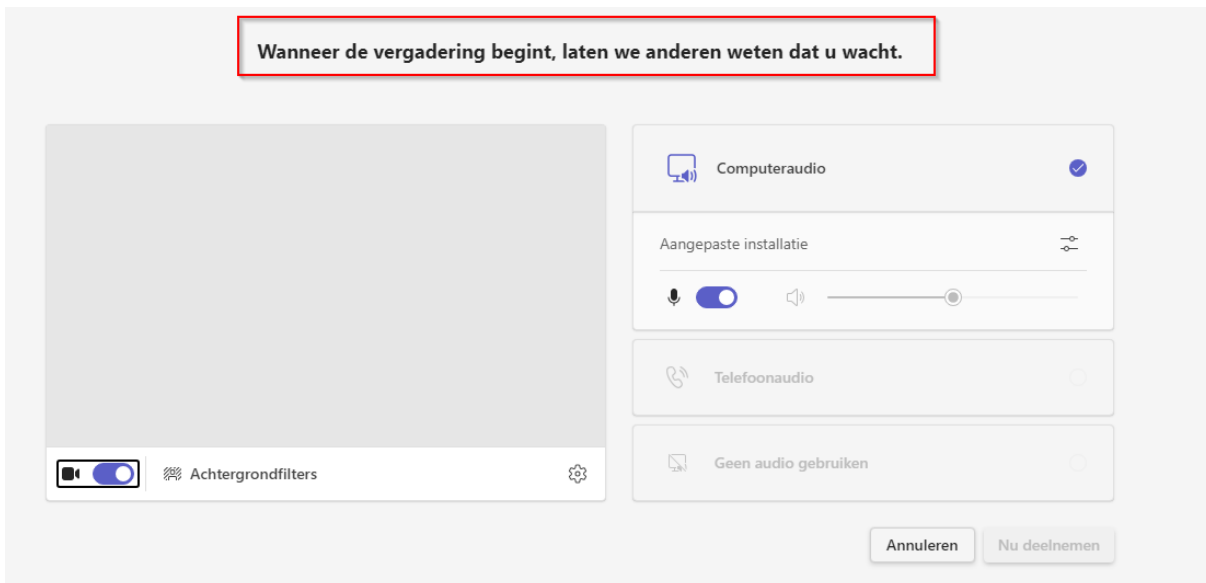 Wanneer de vergadering begint, laten we anderen weten dat u wacht.
Computeraudio
Aangepaste installatie
Telefoonaudio
Geen audio gebruiken
Achtergrondfilters
Annuleren
Nu deelnemen